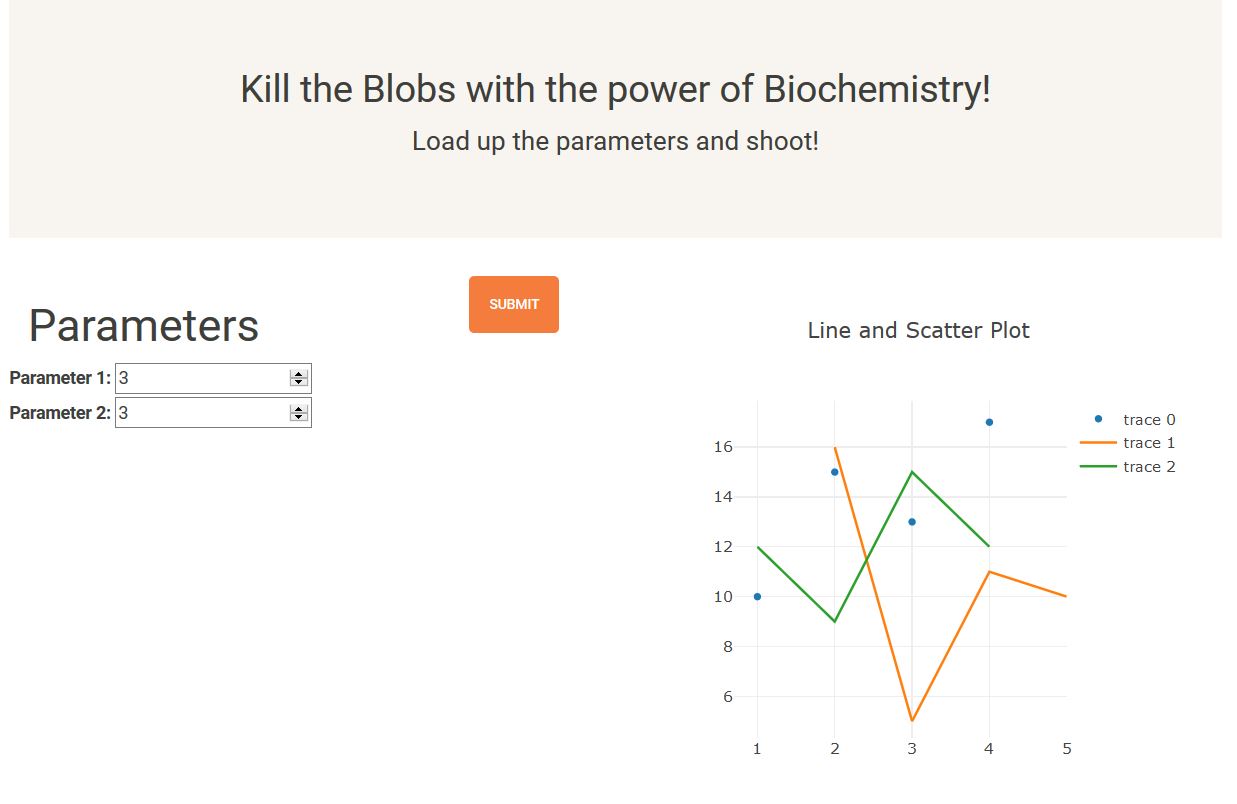 Kill the Blobs with the power of Biochemistry!
Load up the parameters and shoot!
Parameters
SUBMIT
Parameter 1: 3
Parameter 2: 3
Line and Scatter Plot
trace 0
trace 1
trace 2
16
14
12
10
8
6
1 2 3 4 5